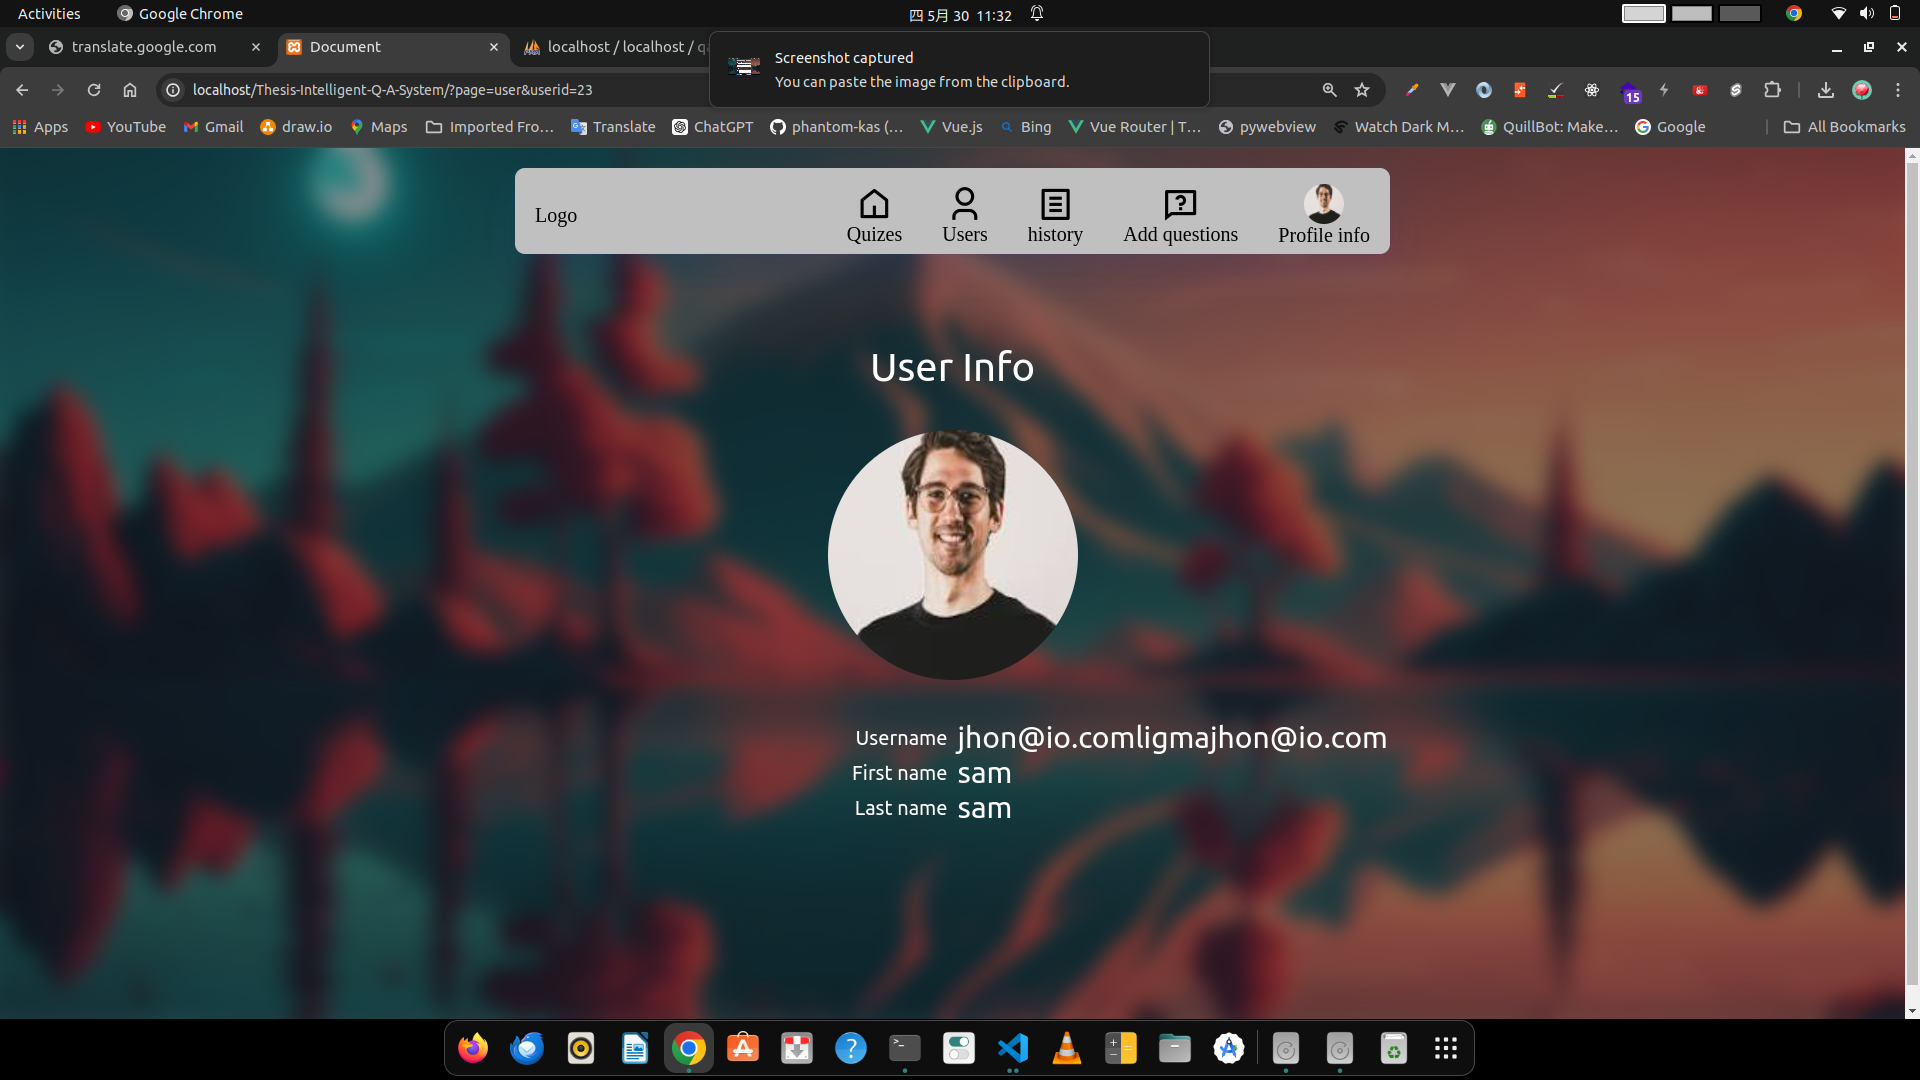 Activities
Google Chrome
四 5月 30 11:32
translate.google.com
Document
localhost / localhost / qa
Screenshot captured
You can paste the image from the clipboard.
localhost/Thesis-Intelligent-Q-A-System/?page=user&userid=23
15
Apps
YouTube
Gmail
draw.io
Maps
Imported Fro...
Translate
ChatGPT
phantom-kas (...
Vue.js
Bing
Vue Router | T...
pywebview
Watch Dark M...
QuillBot: Make...
Google
All Bookmarks
Logo
Quizes
Users
history
Add questions
Profile info
User Info
Username jhon@io.comligmajhon@io.com
First name sam
Last name sam